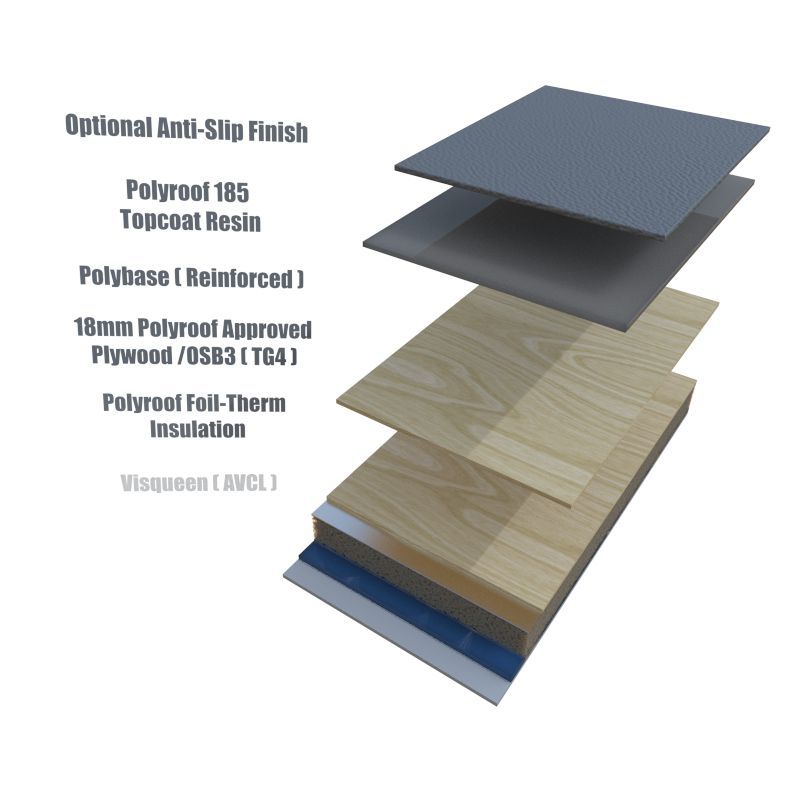 Optional Anti-Slip Finish
Polyroof 185
Topcoat Resin
Polybase ( Reinforced )
18mm Polyroof Approved
Plywood /OSB3 ( TG4 )
Polyroof Foil-Therm
Insulation
Visqueen ( AVCL )